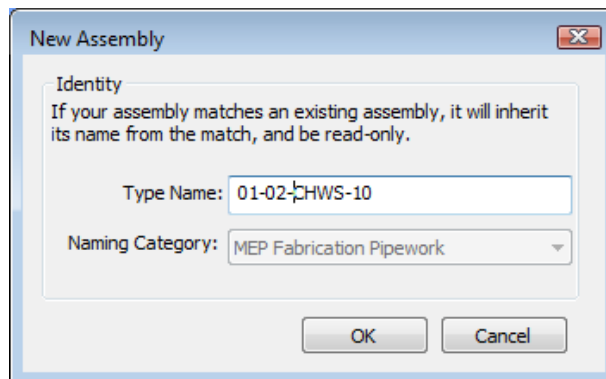 New Assembly
Identity
If your assembly matches an existing assembly, it will inherit
its name from the match, and be read-only.
Type Name: 01-02-CHWS-10
Naming Category: MEP Fabrication Pipework
OK Cancel